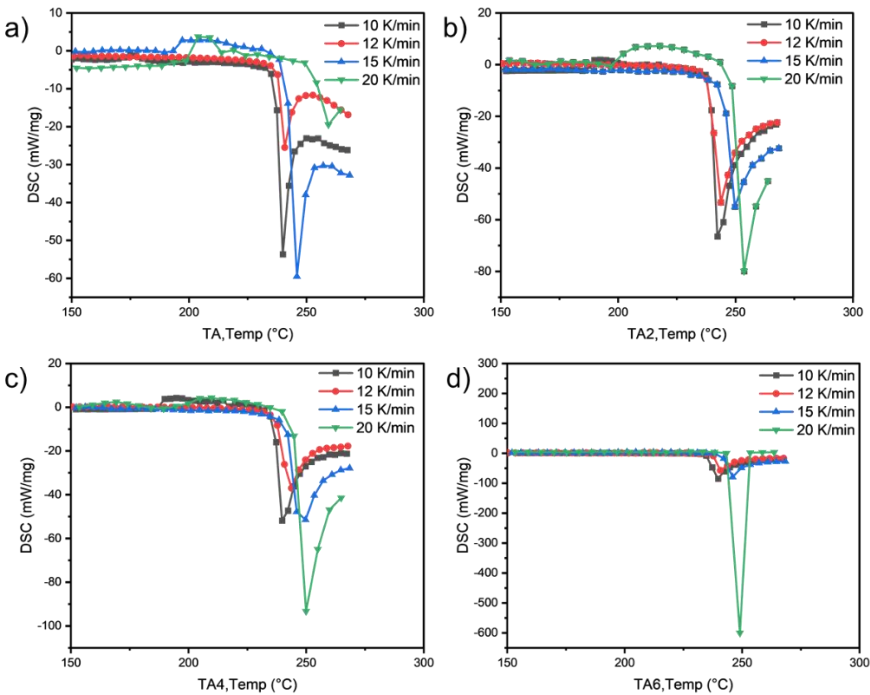 a)
10 K/min
12 K/min
15 K/min
20 K/min
10
0
-10
-20
-30
-40
-50
-60
DSC (mW/mg)
150
200
250
300
TA,Temp (°C)
b)
10 K/min
12 K/min
15 K/min
20 K/min
20
0
-20
-40
-60
-80
DSC (mW/mg)
150
200
250
300
TA2,Temp (°C)
c)
10 K/min
12 K/min
15 K/min
20 K/min
20
0
-20
-40
-60
-80
-100
DSC (mW/mg)
150
200
250
300
TA4,Temp (°C)
d)
10 K/min
12 K/min
15 K/min
20 K/min
300
200
100
0
-100
-200
-300
-400
-500
-600
DSC (mW/mg)
150
200
250
300
TA6,Temp (°C)